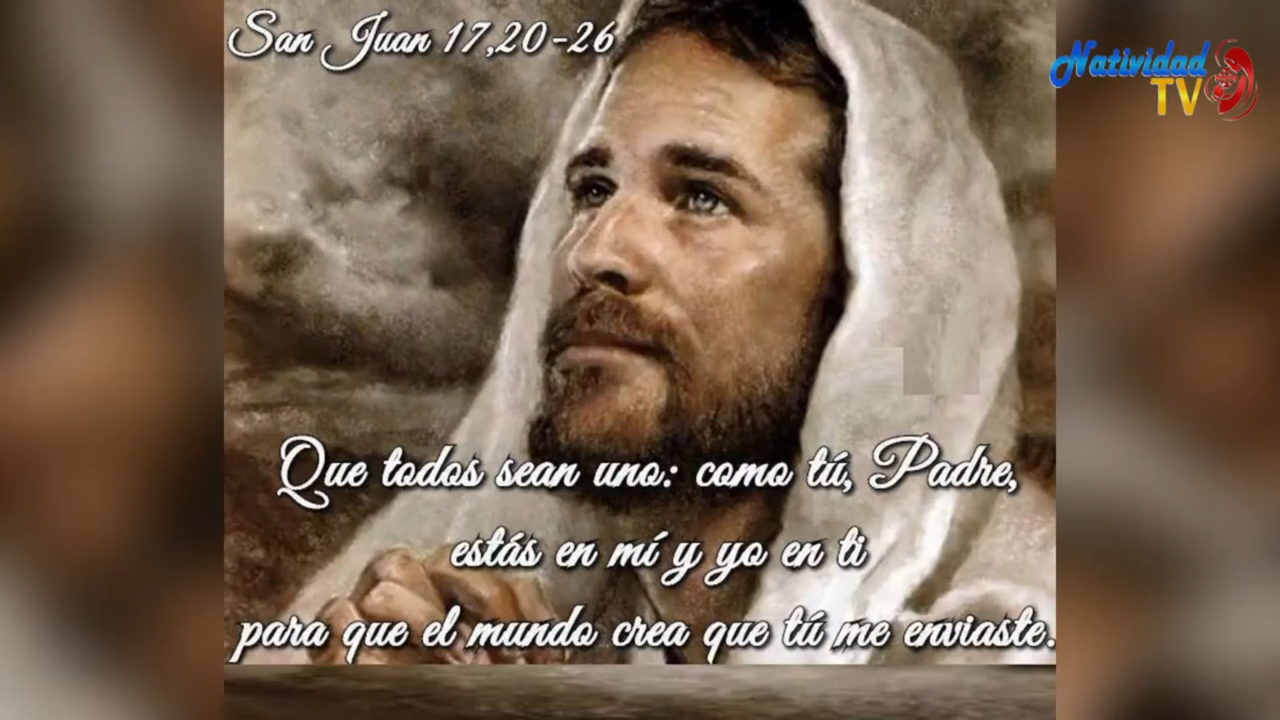 San Juan 17,20-26
Natividad
TV
Que todos sean uno: como tú, Padre,
estás en mí y yo en ti
para que el mundo crea que tú me enviaste.